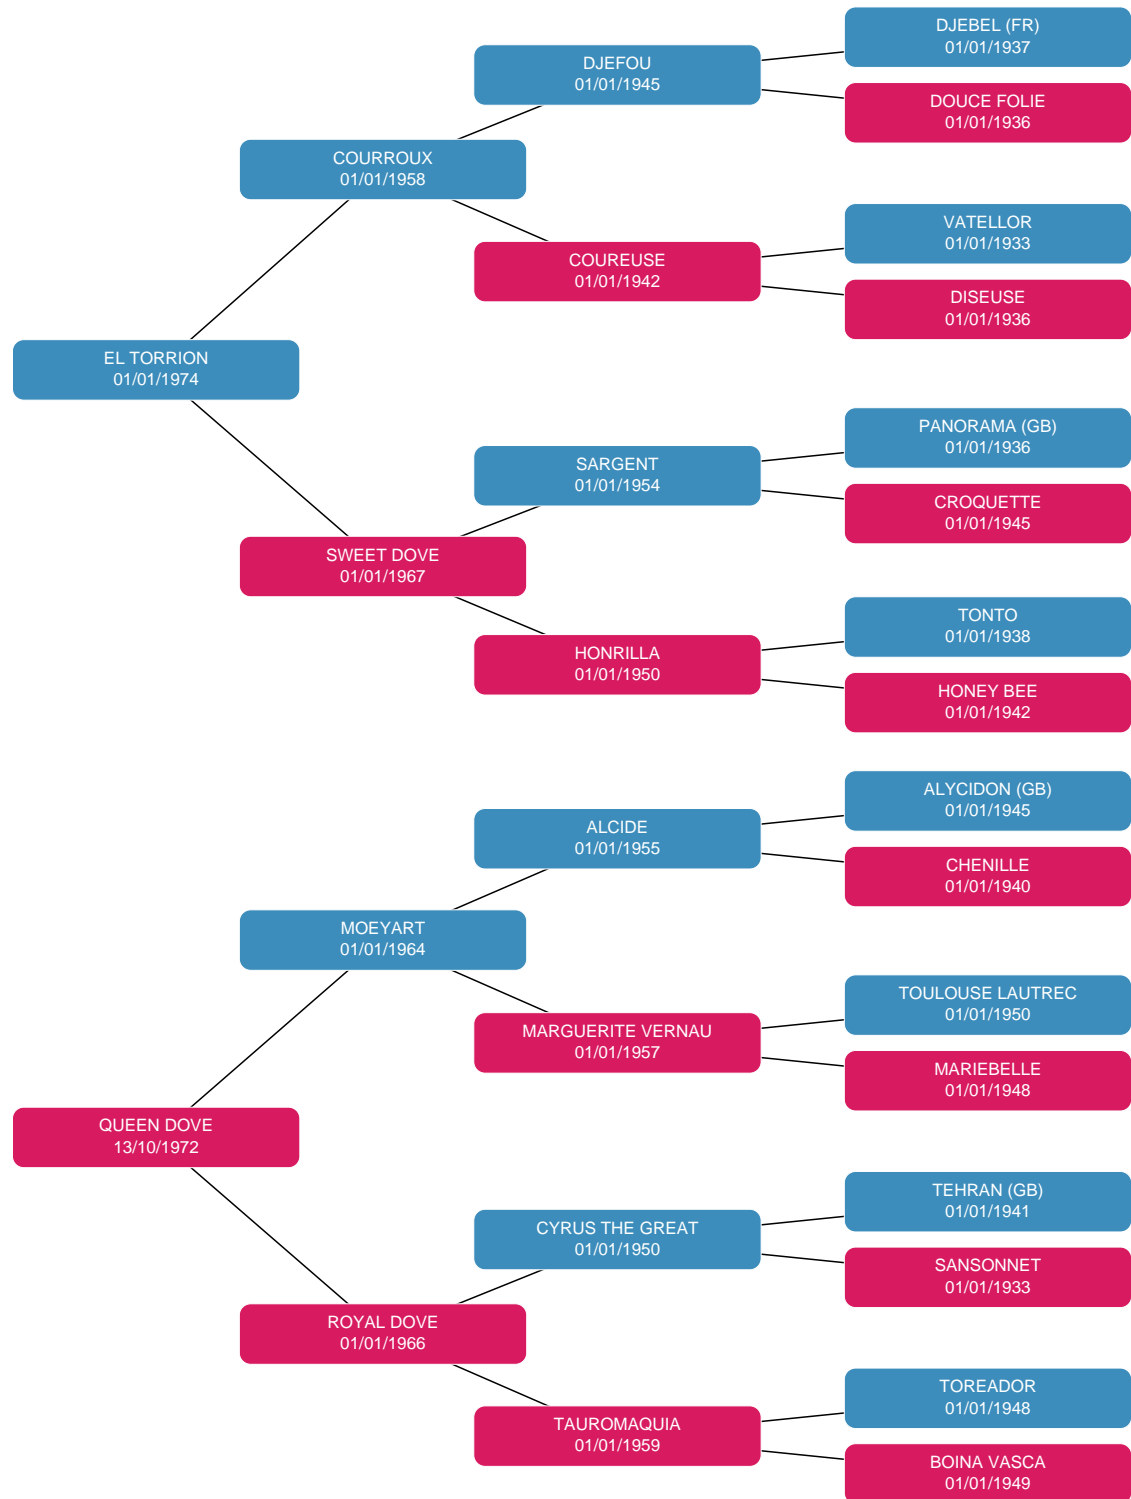 DJEBEL (FR)
01/01/1937
DJEFOU
01/01/1945
DOUCE FOLIE
01/01/1936
COURROUX
01/01/1958
VATELLOR
01/01/1933
COUREUSE
01/01/1942
DISEUSE
01/01/1936
EL TORRION
01/01/1974
PANORAMA (GB)
01/01/1936
SARGENT
01/01/1954
CROQUETTE
01/01/1945
SWEET DOVE
01/01/1967
TONTO
01/01/1938
HONRILLA
01/01/1950
HONEY BEE
01/01/1942
ALYCIDON (GB)
01/01/1945
ALCIDE
01/01/1955
CHENILLE
01/01/1940
MOEYART
01/01/1964
TOULOUSE LAUTREC
01/01/1950
MARGUERITE VERNAU
01/01/1957
MARIEBELLE
01/01/1948
QUEEN DOVE
13/10/1972
TEHRAN (GB)
01/01/1941
CYRUS THE GREAT
01/01/1950
SANSONNET
01/01/1933
ROYAL DOVE
01/01/1966
TOREADOR
01/01/1948
TAUROMAQUIA
01/01/1959
BOINA VASCA
01/01/1949